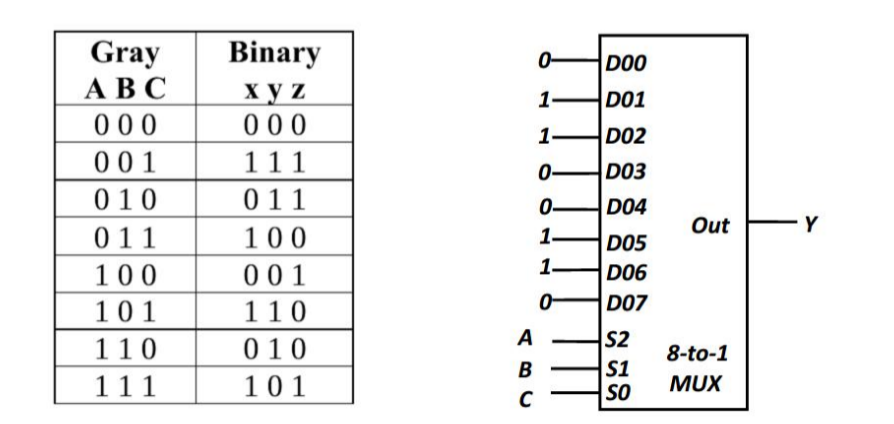 Gray Binary
A B C x y z
0 0 0 0 0 0
0 0 1 1 1 1
0 1 0 0 1 1
0 1 1 1 0 0
1 0 0 0 0 1
1 0 1 1 1 0
1 1 0 0 1 0
1 1 1 1 0 1
0 D00
1 D01
1 D02
0 D03
0 D04
1 D05
1 D06
0 D07
Out Y
A S2
B S1
C S0
8-to-1
MUX